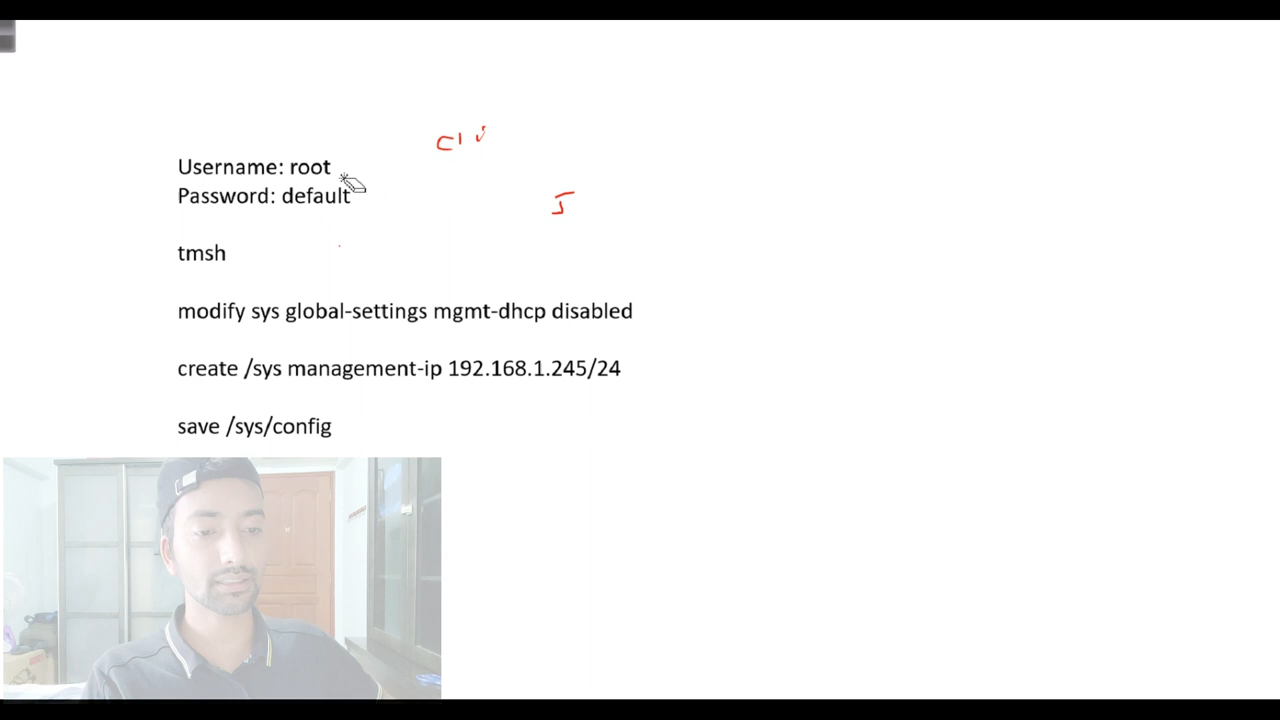 CLi
Username: root
Password: default
tmsh
modify sys global-settings mgmt-dhcp disabled
create /sys management-ip 192.168.1.245/24
save /sys/config